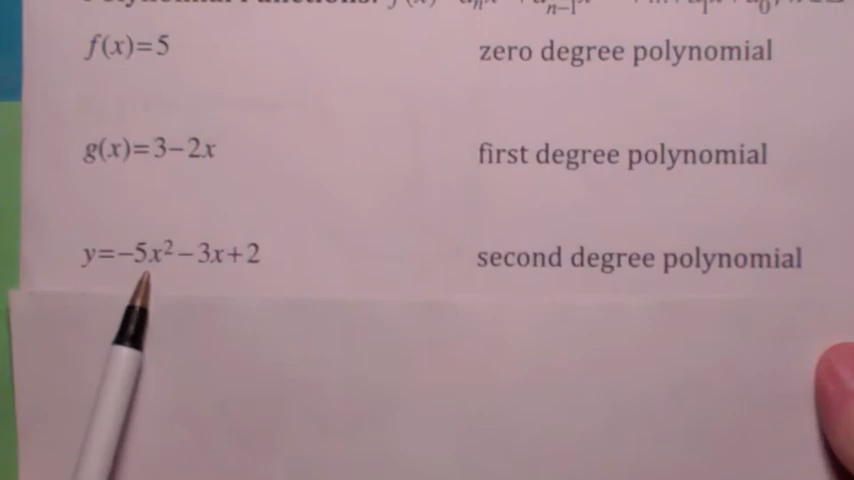 f(x)=5 zero degree polynomial
g(x)=3−2x first degree polynomial
y=−5x²−3x+2 second degree polynomial